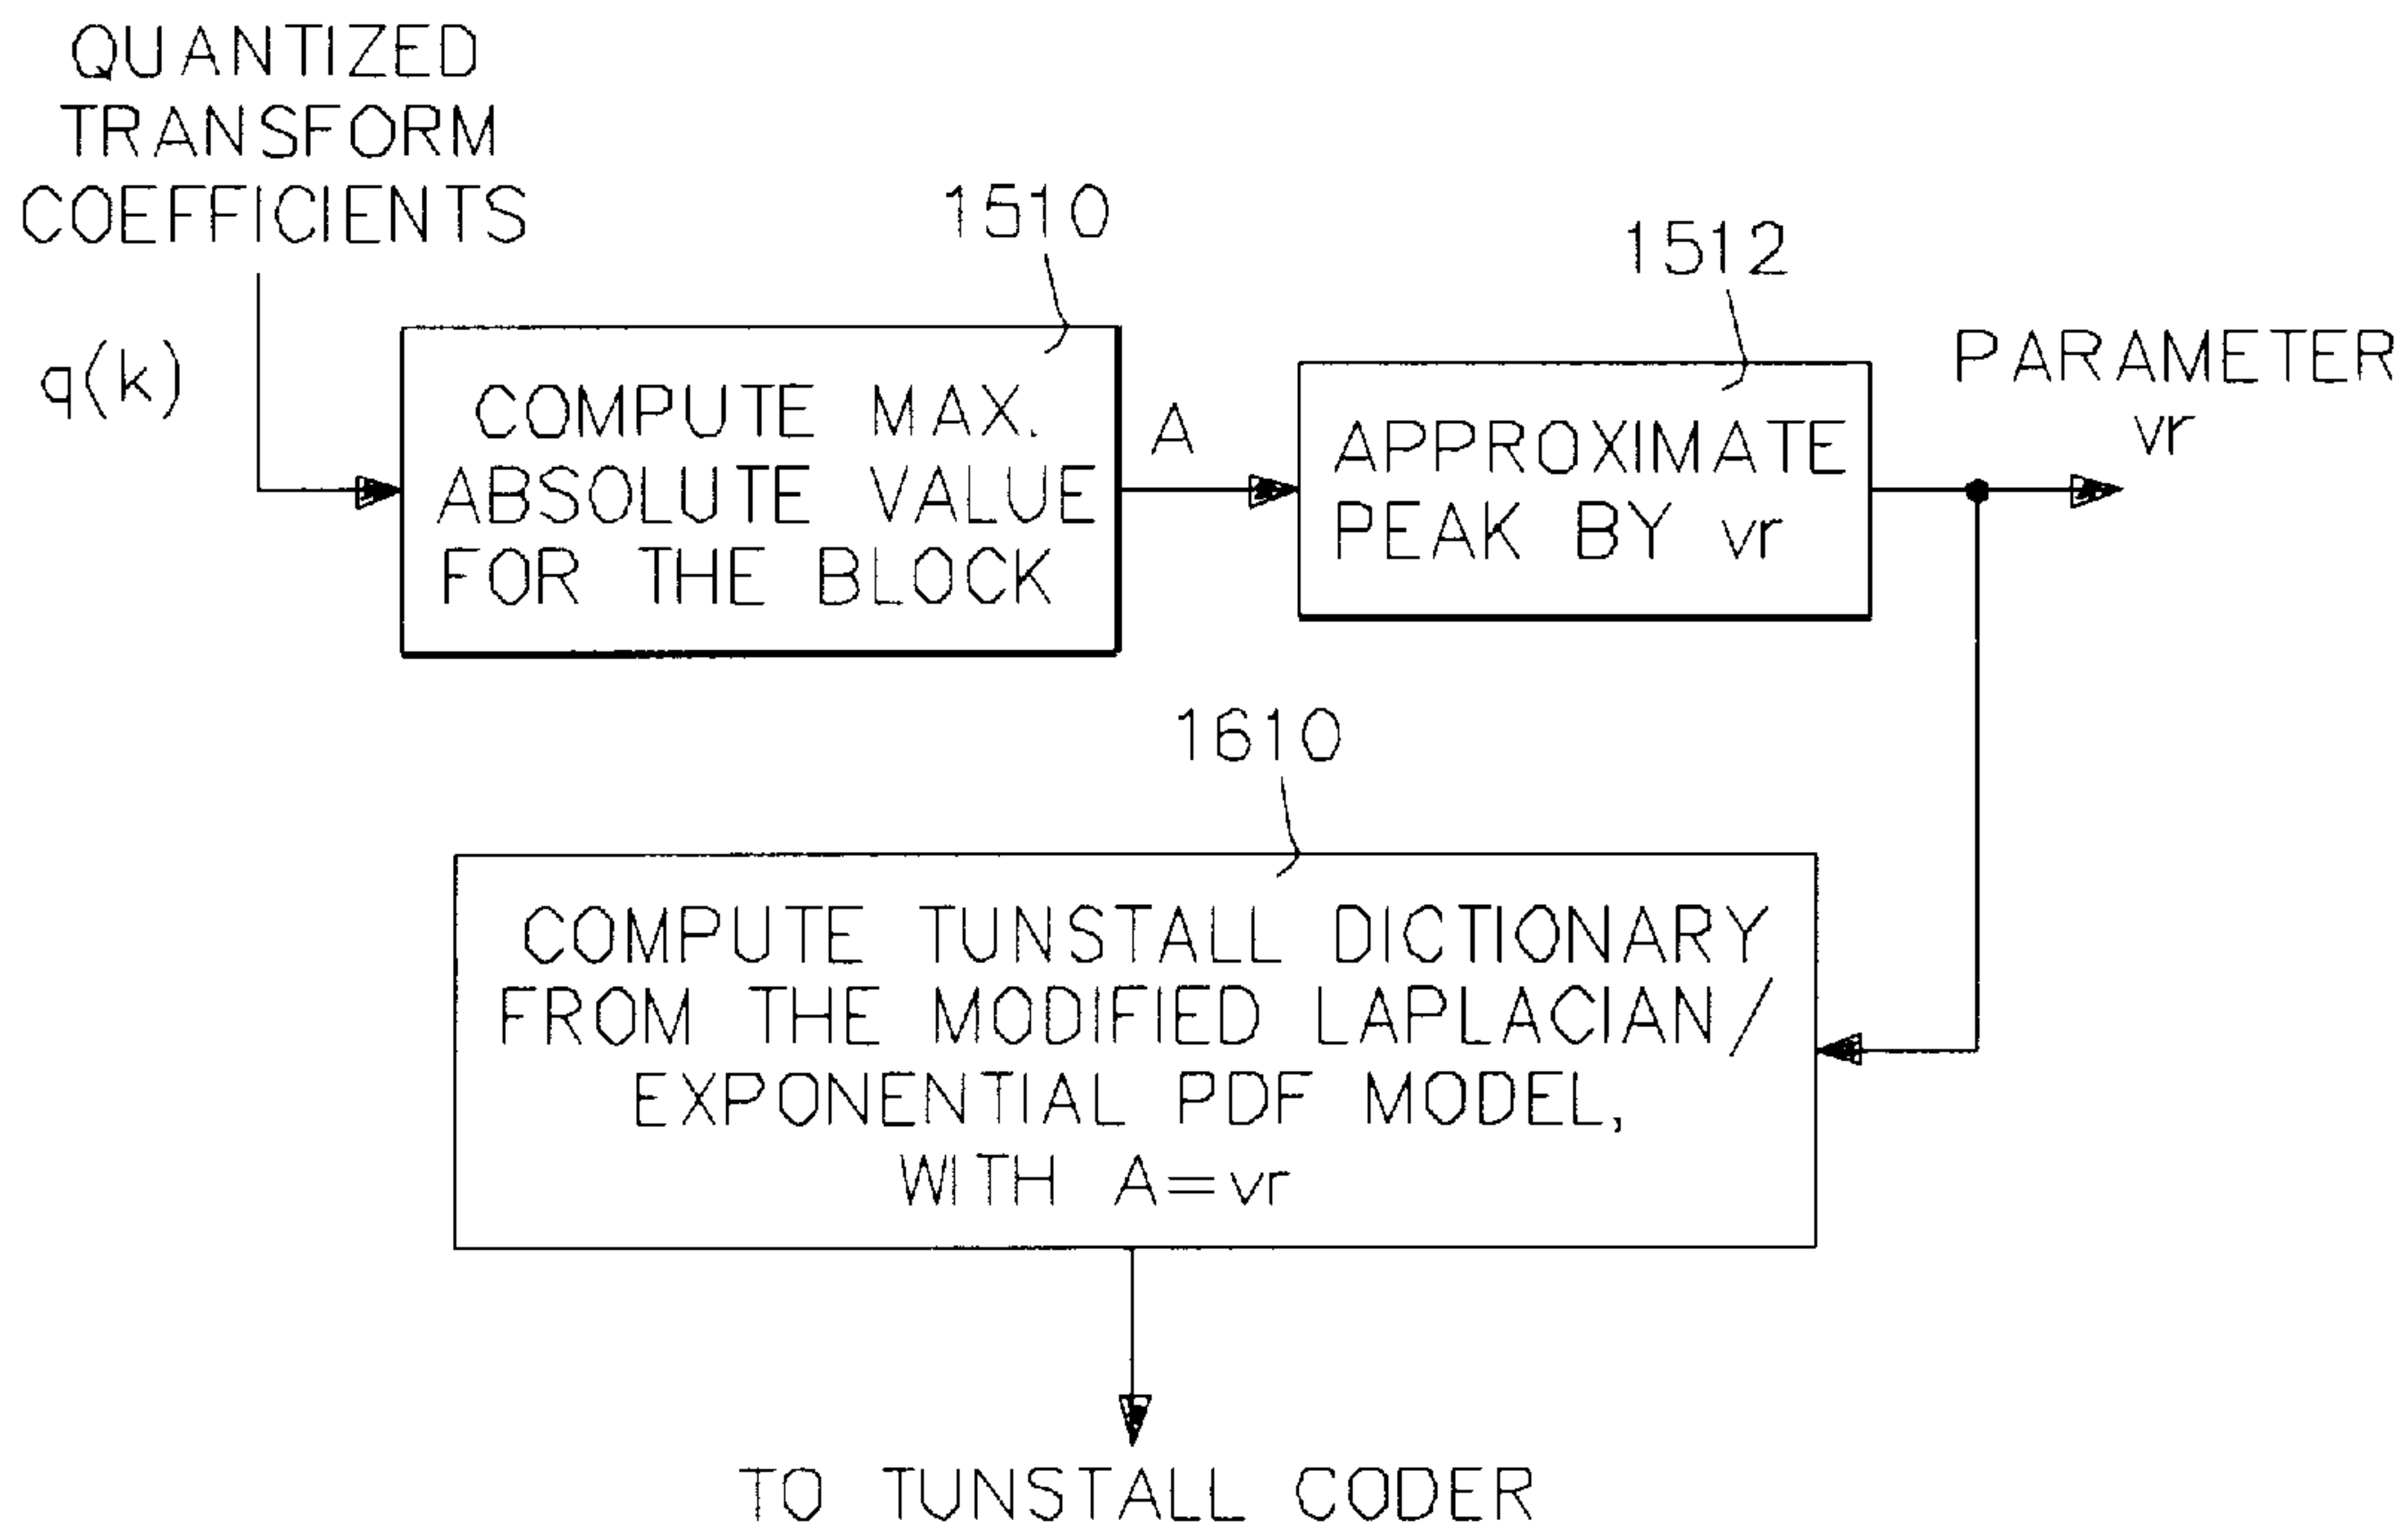 QUANTIZED
TRANSFORM
COEFFICIENTS
q(k)
1510
COMPUTE MAX.
ABSOLUTE VALUE
FOR THE BLOCK
A
1512
APPROXIMATE
PEAK BY vr
PARAMETER
vr
1610
COMPUTE TUNSTALL DICTIONARY
FROM THE MODIFIED LAPLACIAN/
EXPONENTIAL PDF MODEL,
WITH A=vr
TO TUNSTALL CODER